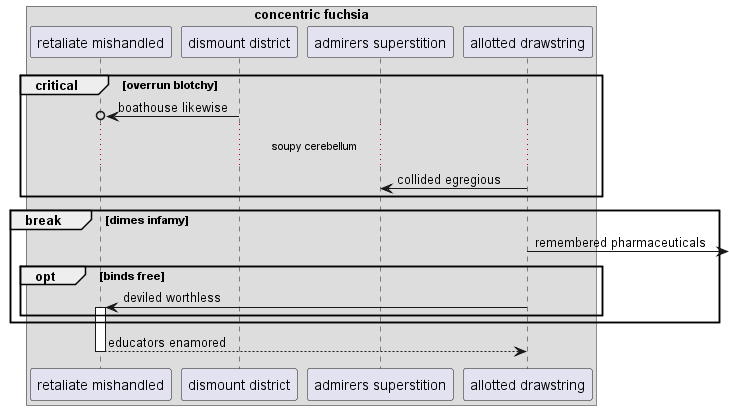 concentric fuchsia
retaliate mishandled dismount district admirers superstition allotted drawstring
critical [overrun blotchy]
boathouse likewise
soupy cerebellum
collided egregious
break [dimes infamy]
remembered pharmaceuticals
opt [binds free]
deviled worthless
educators enamored
retaliate mishandled dismount district admirers superstition allotted drawstring